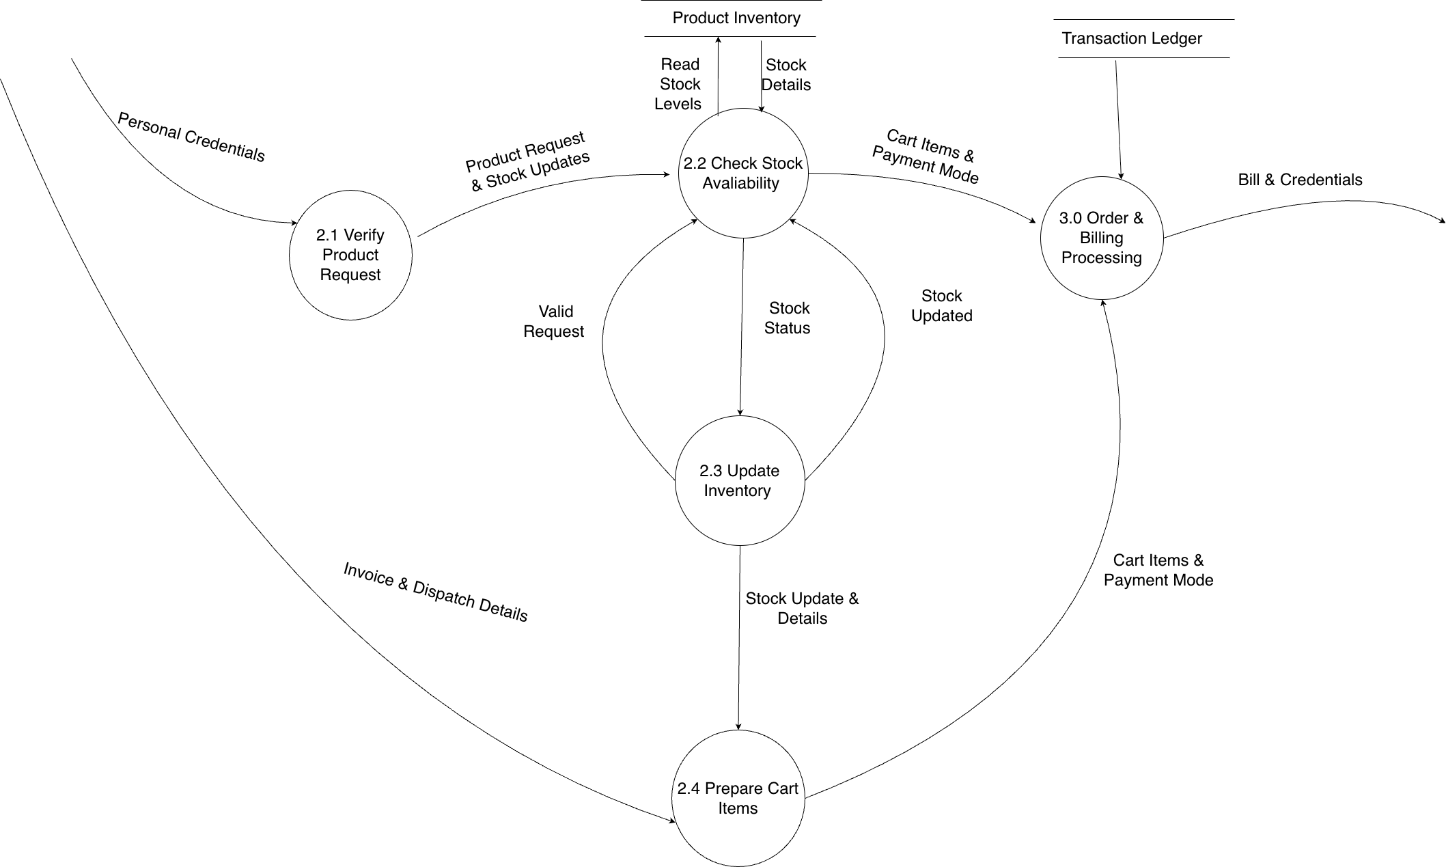 Product Inventory
Transaction Ledger
Read
Stock
Levels
Stock
Details
Personal Credentials
Product Request
& Stock Updates
2.2 Check Stock
Avaliability
Cart Items &
Payment Mode
Bill & Credentials
2.1 Verify
Product
Request
3.0 Order &
Billing
Processing
Valid
Request
Stock
Status
Stock
Updated
2.3 Update
Inventory
Invoice & Dispatch Details
Stock Update &
Details
Cart Items &
Payment Mode
2.4 Prepare Cart
Items